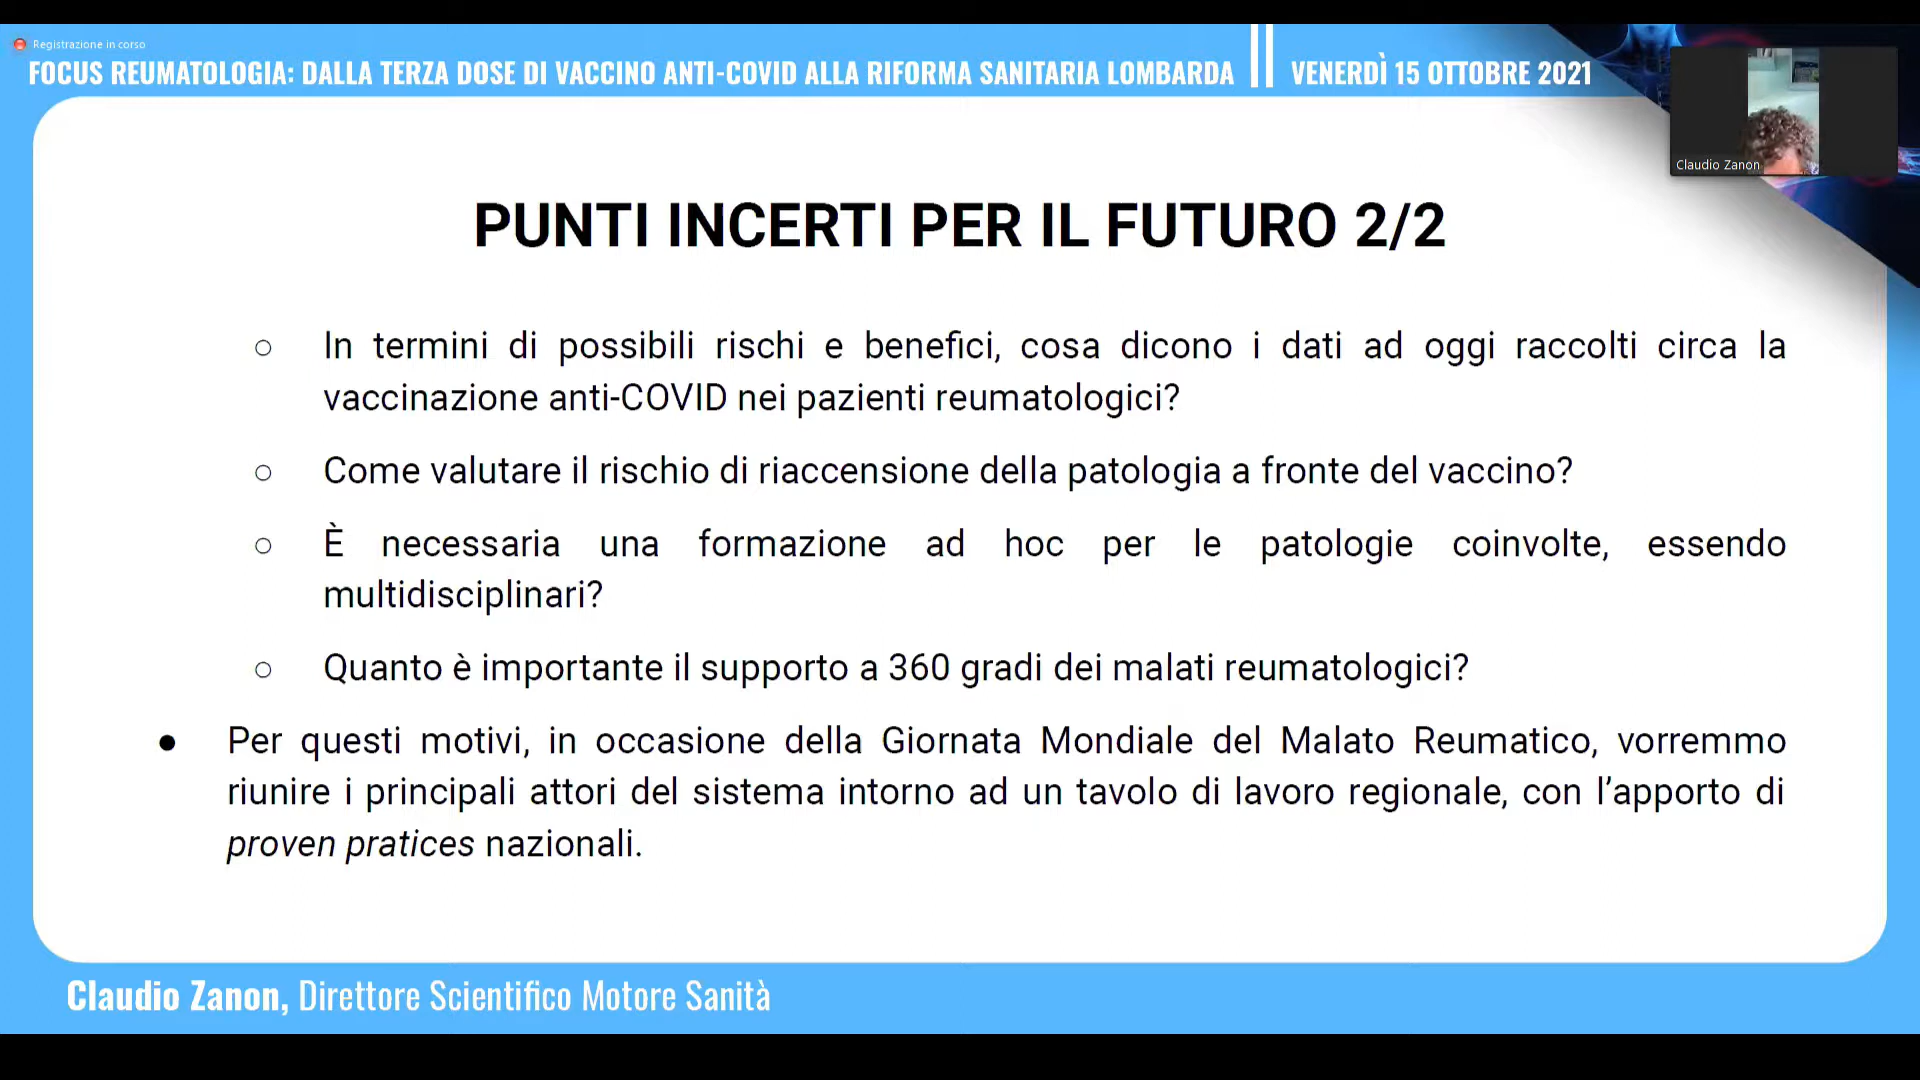 Registrazione in corso
FOCUS REUMATOLOGIA: DALLA TERZA DOSE DI VACCINO ANTI-COVID ALLA RIFORMA SANITARIA LOMBARDA || VENERDÌ 15 OTTOBRE 2021
Claudio Zanon
PUNTI INCERTI PER IL FUTURO 2/2
○ In termini di possibili rischi e benefici, cosa dicono i dati ad oggi raccolti circa la
vaccinazione anti-COVID nei pazienti reumatologici?
○ Come valutare il rischio di riaccensione della patologia a fronte del vaccino?
○ È necessaria una formazione ad hoc per le patologie coinvolte, essendo
multidisciplinari?
○ Quanto è importante il supporto a 360 gradi dei malati reumatologici?
● Per questi motivi, in occasione della Giornata Mondiale del Malato Reumatico, vorremmo
riunire i principali attori del sistema intorno ad un tavolo di lavoro regionale, con l’apporto di
proven pratices nazionali.
Claudio Zanon, Direttore Scientifico Motore Sanità